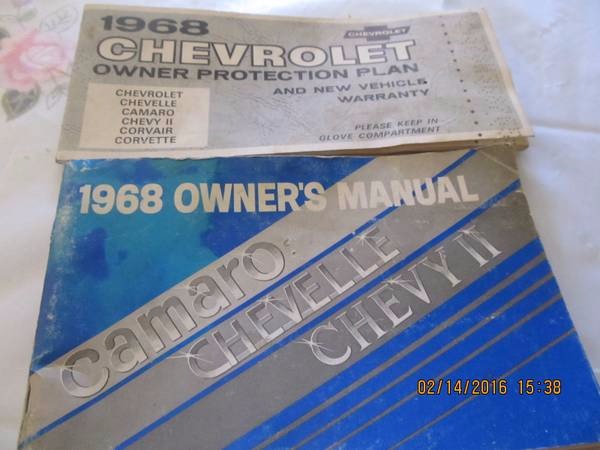 1968
CHEVROLET
CHEVROLET
OWNER PROTECTION PLAN
AND NEW VEHICLE
WARRANTY
CHEVROLET
CHEVELLE
CAMARO
CHEVY II
CORVAIR
CORVETTE
PLEASE KEEP IN
GLOVE COMPARTMENT
1968 OWNER'S MANUAL
camaro
CHEVELLE
CHEVY II
02/14/2016 15:38